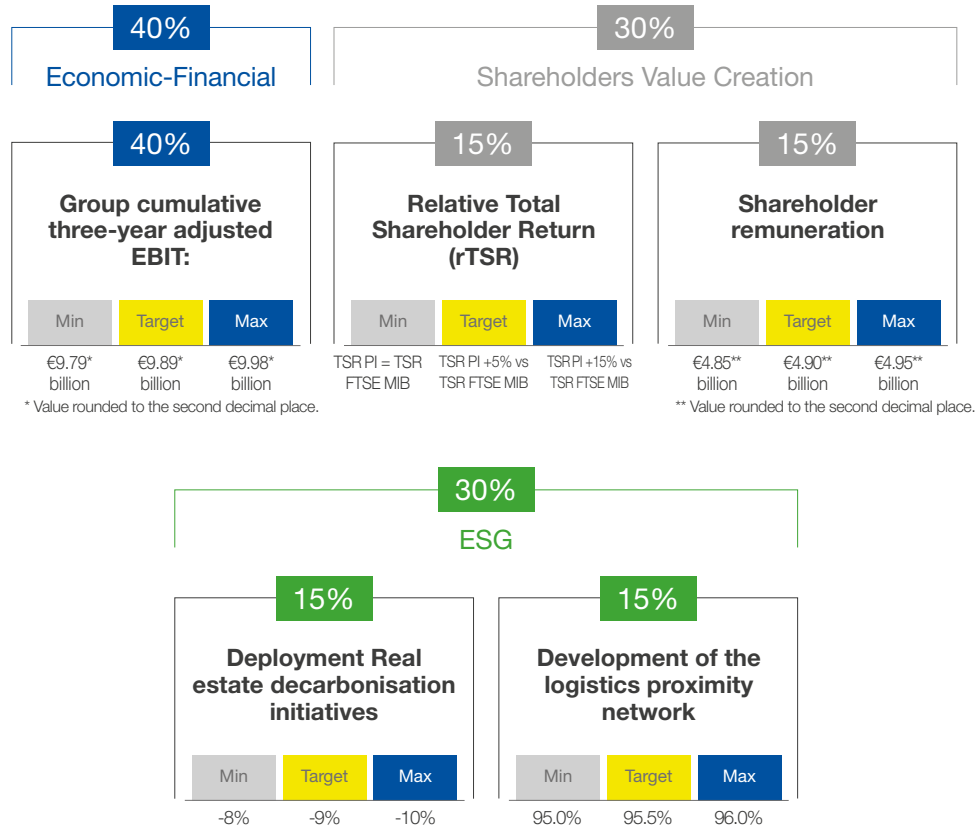 40%
Economic-Financial
30%
Shareholders Value Creation
40%
Group cumulative
three-year adjusted
EBIT:
Min Target Max
€9.79* €9.89* €9.98*
billion billion billion
* Value rounded to the second decimal place.
15%
Relative Total
Shareholder Return
(rTSR)
Min Target Max
TSR PI = TSR TSR PI +5% vs TSR PI +15% vs
FTSE MIB TSR FTSE MIB TSR FTSE MIB
15%
Shareholder
remuneration
Min Target Max
€4.85** €4.90** €4.95**
billion billion billion
** Value rounded to the second decimal place.
30%
ESG
15%
Deployment Real
estate decarbonisation
initiatives
Min Target Max
-8% -9% -10%
15%
Development of the
logistics proximity
network
Min Target Max
95.0% 95.5% 96.0%